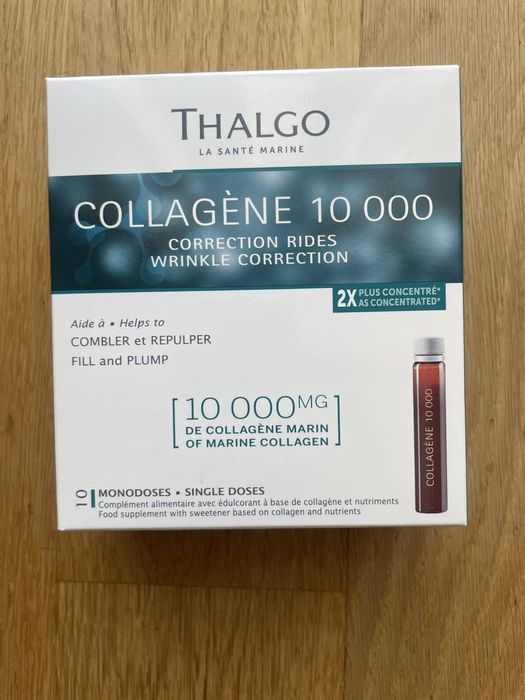 THALGO
LA SANTÉ MARINE
COLLAGÈNE 10 000
CORRECTION RIDES
WRINKLE CORRECTION
2X PLUS CONCENTRÉ*
AS CONCENTRATED*
Aide à ▪ Helps to
COMBLER et REPULPER
FILL and PLUMP
10 000MG
DE COLLAGÈNE MARIN
OF MARINE COLLAGEN
COLLAGÈNE 10 000
10 MONODOSES ▪ SINGLE DOSES
Complément alimentaire avec édulcorant à base de collagène et nutriments
Food supplement with sweetener based on collagen and nutrients